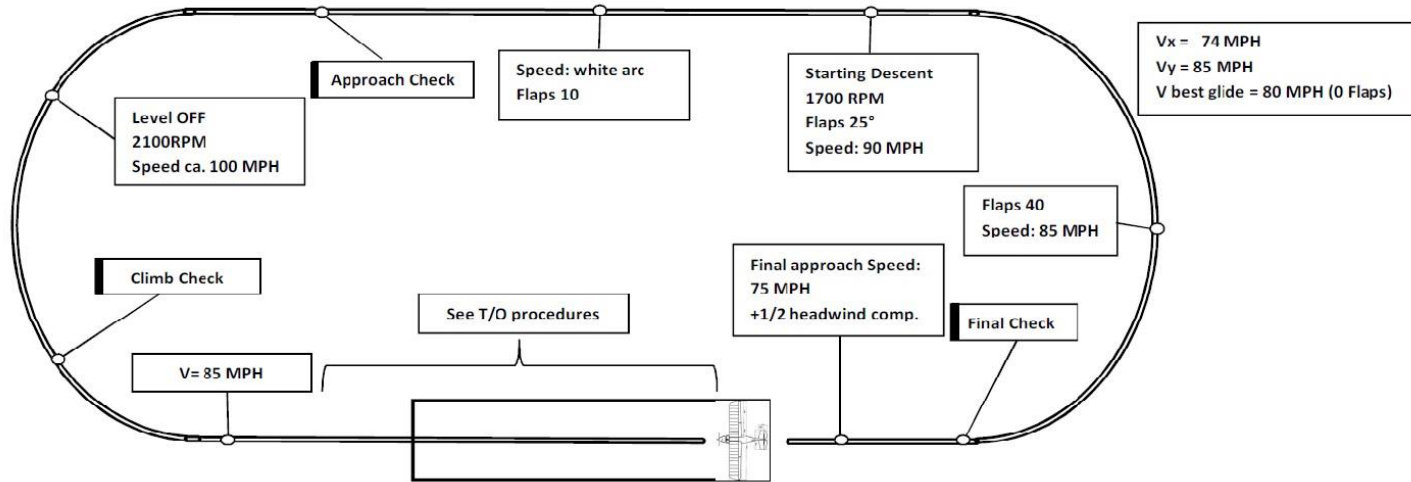 Approach Check
Speed: white arc
Flaps 10
Starting Descent
1700 RPM
Flaps 25°
Speed: 90 MPH
Vx = 74 MPH
Vy = 85 MPH
V best glide = 80 MPH (0 Flaps)
Level OFF
2100RPM
Speed ca. 100 MPH
Flaps 40
Speed: 85 MPH
Climb Check
See T/O procedures
Final approach Speed:
75 MPH
+1/2 headwind comp.
Final Check
V= 85 MPH